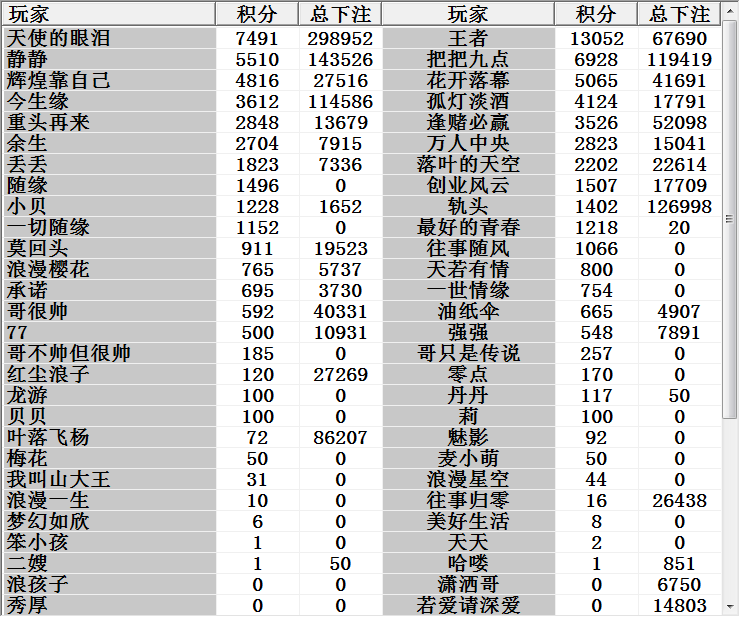 玩家 积分 总下注 玩家 积分 总下注
天使的眼泪 7491 298952 王者 13052 67690
静静 5510 143526 把把九点 6928 119419
辉煌靠自己 4816 27516 花开落幕 5065 41691
今生缘 3612 114586 孤灯淡酒 4124 17791
重头再来 2848 13679 逢赌必赢 3526 52098
余生 2704 7915 万人中央 2823 15041
丢丢 1823 7336 落叶的天空 2202 22614
随缘 1496 0 创业风云 1507 17709
小贝 1228 1652 轨头 1402 126998
一切随缘 1152 0 最好的青春 1218 20
莫回头 911 19523 往事随风 1066 0
浪漫樱花 765 5737 天若有情 800 0
承诺 695 3730 一世情缘 754 0
哥很帅 592 40331 油纸伞 665 4907
77 500 10931 强强 548 7891
哥不帅但很帅 185 0 哥只是传说 257 0
红尘浪子 120 27269 零点 170 0
龙游 100 0 丹丹 117 50
贝贝 100 0 莉 100 0
叶落飞杨 72 86207 魅影 92 0
梅花 50 0 麦小萌 50 0
我叫山大王 31 0 浪漫星空 44 0
浪漫一生 10 0 往事归零 16 26438
梦幻如欣 6 0 美好生活 8 0
笨小孩 1 0 天天 2 0
二嫂 1 50 哈喽 1 851
浪孩子 0 0 潇洒哥 0 6750
秀厚 0 0 若爱请深爱 0 14803